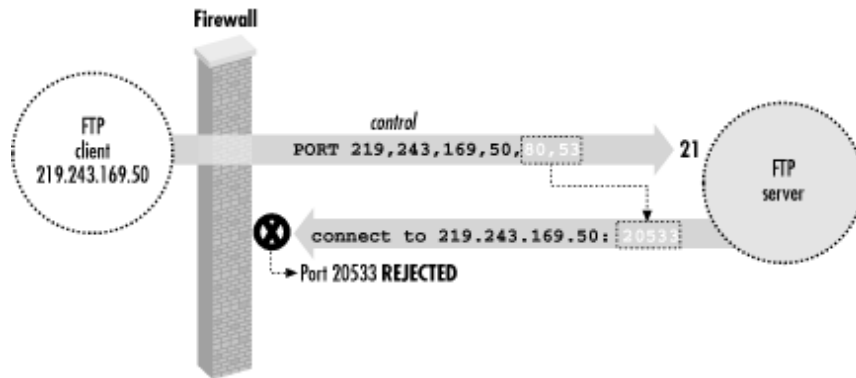 Firewall
FTP
client
219.243.169.50
control
PORT 219,243,169,50,80,53
21
FTP
server
connect to 219.243.169.50: 20533
Port 20533 REJECTED